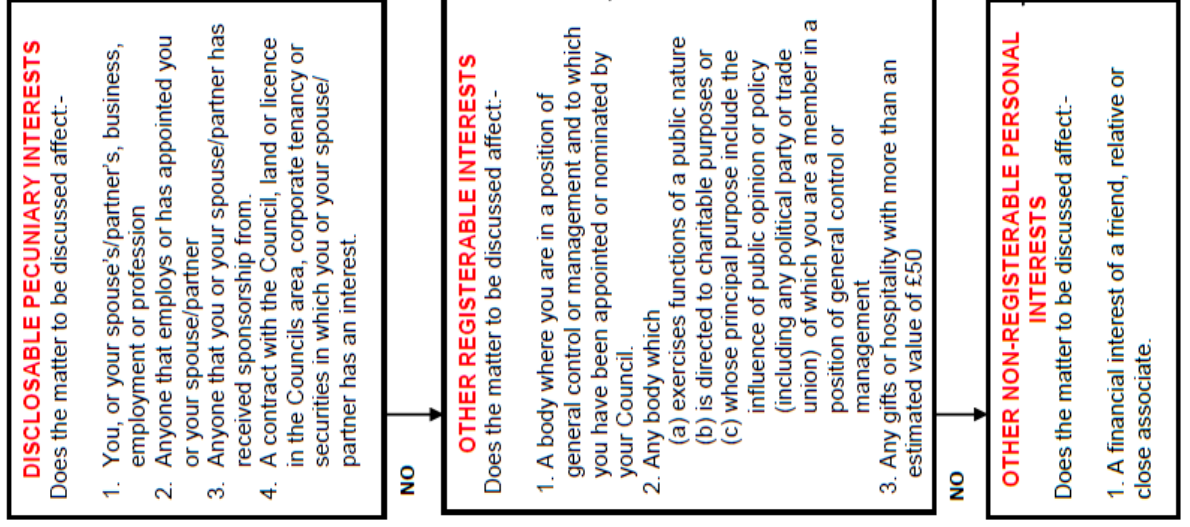 DISCLOSABLE PECUNIARY INTERESTS
Does the matter to be discussed affect:-
1. You, or your spouse's/partner's, business,
employment or profession
2. Anyone that employs or has appointed you
or your spouse/partner
3. Anyone that you or your spouse/partner has
received sponsorship from.
4. A contract with the Council, land or licence
in the Councils area, corporate tenancy or
securities in which you or your spouse/
partner has an interest.
NO
OTHER REGISTERABLE INTERESTS
Does the matter to be discussed affect:-
1. A body where you are in a position of
general control or management and to which
you have been appointed or nominated by
your Council.
2. Any body which
(a) exercises functions of a public nature
(b) is directed to charitable purposes or
(c) whose principal purpose include the
influence of public opinion or policy
(including any political party or trade
union) of which you are a member in a
position of general control or
management
3. Any gifts or hospitality with more than an
estimated value of £50
NO
OTHER NON-REGISTERABLE PERSONAL
INTERESTS
Does the matter to be discussed affect:-
1. A financial interest of a friend, relative or
close associate.